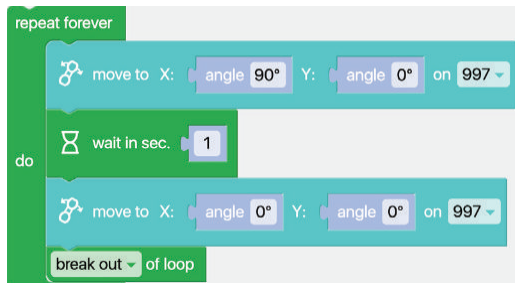 repeat forever
move to X: angle 90° Y: angle 0° on 997
wait in sec. 1
do
move to X: angle 0° Y: angle 0° on 997
break out of loop